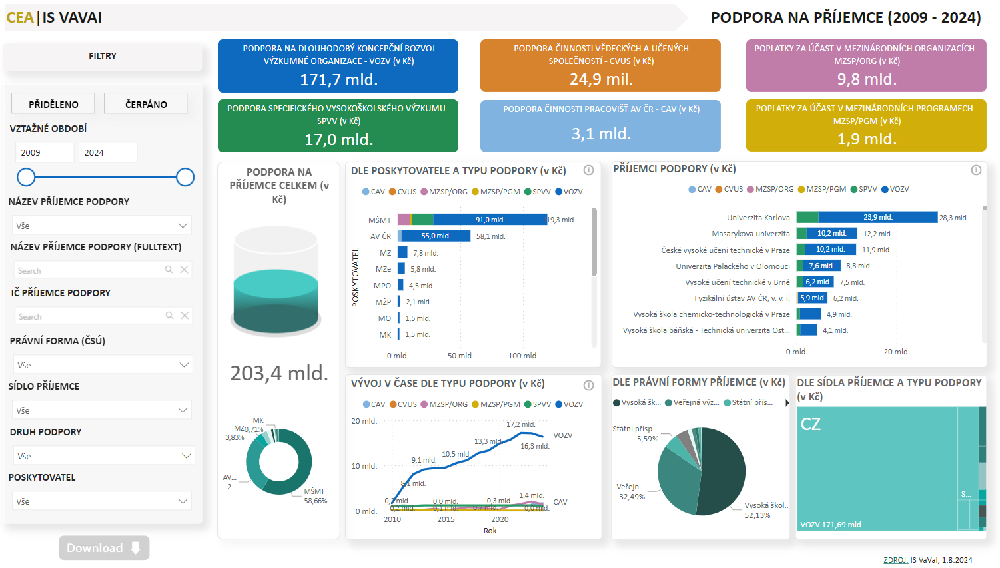 CEA|IS VAVAI
PODPORA NA PŘÍJEMCE (2009 - 2024)
FILTRY
PŘIDĚLENO
ČERPÁNO
VZTAŽNÉ OBDOBÍ
2009
2024
NÁZEV PŘÍJEMCE PODPORY
Vše
NÁZEV PŘÍJEMCE PODPORY (FULLTEXT)
Search
IČ PŘÍJEMCE PODPORY
Search
PRÁVNÍ FORMA (ČSÚ)
Vše
SÍDLO PŘÍJEMCE
Vše
DRUH PODPORY
Vše
POSKYTOVATEL
Vše
Download
PODPORA NA DLOUHODOBÝ KONCEPČNÍ ROZVOJ
VÝZKUMNÉ ORGANIZACE - VOZV (v Kč)
171,7 mld.
PODPORA ČINNOSTI VĚDECKÝCH A UČENÝCH
SPOLEČNOSTÍ - CVUS (v Kč)
24,9 mil.
POPLATKY ZA ÚČAST V MEZINÁRODNÍCH ORGANIZACÍCH -
MZSP/ORG (v Kč)
9,8 mld.
PODPORA SPECIFICKÉHO VYSOKOŠKOLSKÉHO VÝZKUMU -
SPVV (v Kč)
17,0 mld.
PODPORA ČINNOSTI PRACOVIŠŤ AV ČR - CAV (v Kč)
3,1 mld.
POPLATKY ZA ÚČAST V MEZINÁRODNÍCH PROGRAMECH -
MZSP/PGM (v Kč)
1,9 mld.
PODPORA NA
PŘÍJEMCE CELKEM (v
Kč)
203,4 mld.
MK
0,71%
MZ
3,83%
AV...
2...
MŠMT
58,66%
DLE POSKYTOVATELE A TYPU PODPORY (v Kč)
CAV CVUS MZSP/ORG MZSP/PGM SPVV VOZV
POSKYTOVATEL
MŠMT 91,0 mld. 19,3 mld.
AV ČR 55,0 mld. 58,1 mld.
MZ 7,8 mld.
MZe 5,8 mld.
MPO 4,5 mld.
MŽP 2,1 mld.
MO 1,5 mld.
MK 1,5 mld.
0 mld. 50 mld. 100 mld.
PŘÍJEMCI PODPORY (v Kč)
CAV CVUS MZSP/ORG MZSP/PGM SPVV VOZV
Univerzita Karlova 23,9 mld. 28,3 mld.
Masarykova univerzita 10,2 mld. 12,2 mld.
České vysoké učení technické v Praze 10,2 mld. 11,9 mld.
Univerzita Palackého v Olomouci 7,6 mld. 8,8 mld.
Vysoké učení technické v Brně 6,2 mld. 7,5 mld.
Fyzikální ústav AV ČR, v. v. i. 5,9 mld. 6,2 mld.
Vysoká škola chemicko-technologická v Praze 4,9 mld.
Vysoká škola báňská - Technická univerzita Ost... 4,1 mld.
0 mld. 20 mld.
VÝVOJ V ČASE DLE TYPU PODPORY (v Kč)
CAV CVUS MZSP/ORG MZSP/PGM SPVV VOZV
20 mld.
10 mld.
0 mld.
17,2 mld.
VOZV
16,3 mld.
13,3 mld.
10,5 mld.
9,1 mld.
8,1 mld.
1,4 mld.
CAV
0,2 mld. 0,0 mld. 0,3 mld.
0,2 mld. 0,1 mld. 0,7 mld. 0,0 mld.
2010 2015 2020
Rok
DLE PRÁVNÍ FORMY PŘÍJEMCE (v Kč)
Vysoká šk... Veřejná výz... Státní přís...
Státní přísp...
5,59%
Veřejn...
32,49%
Vysoká škol...
52,13%
DLE SÍDLA PŘÍJEMCE A TYPU PODPORY
(v Kč)
CZ
S...
VOZV 171,69 mld.
ZDROJ: IS VaVaI, 1.8.2024